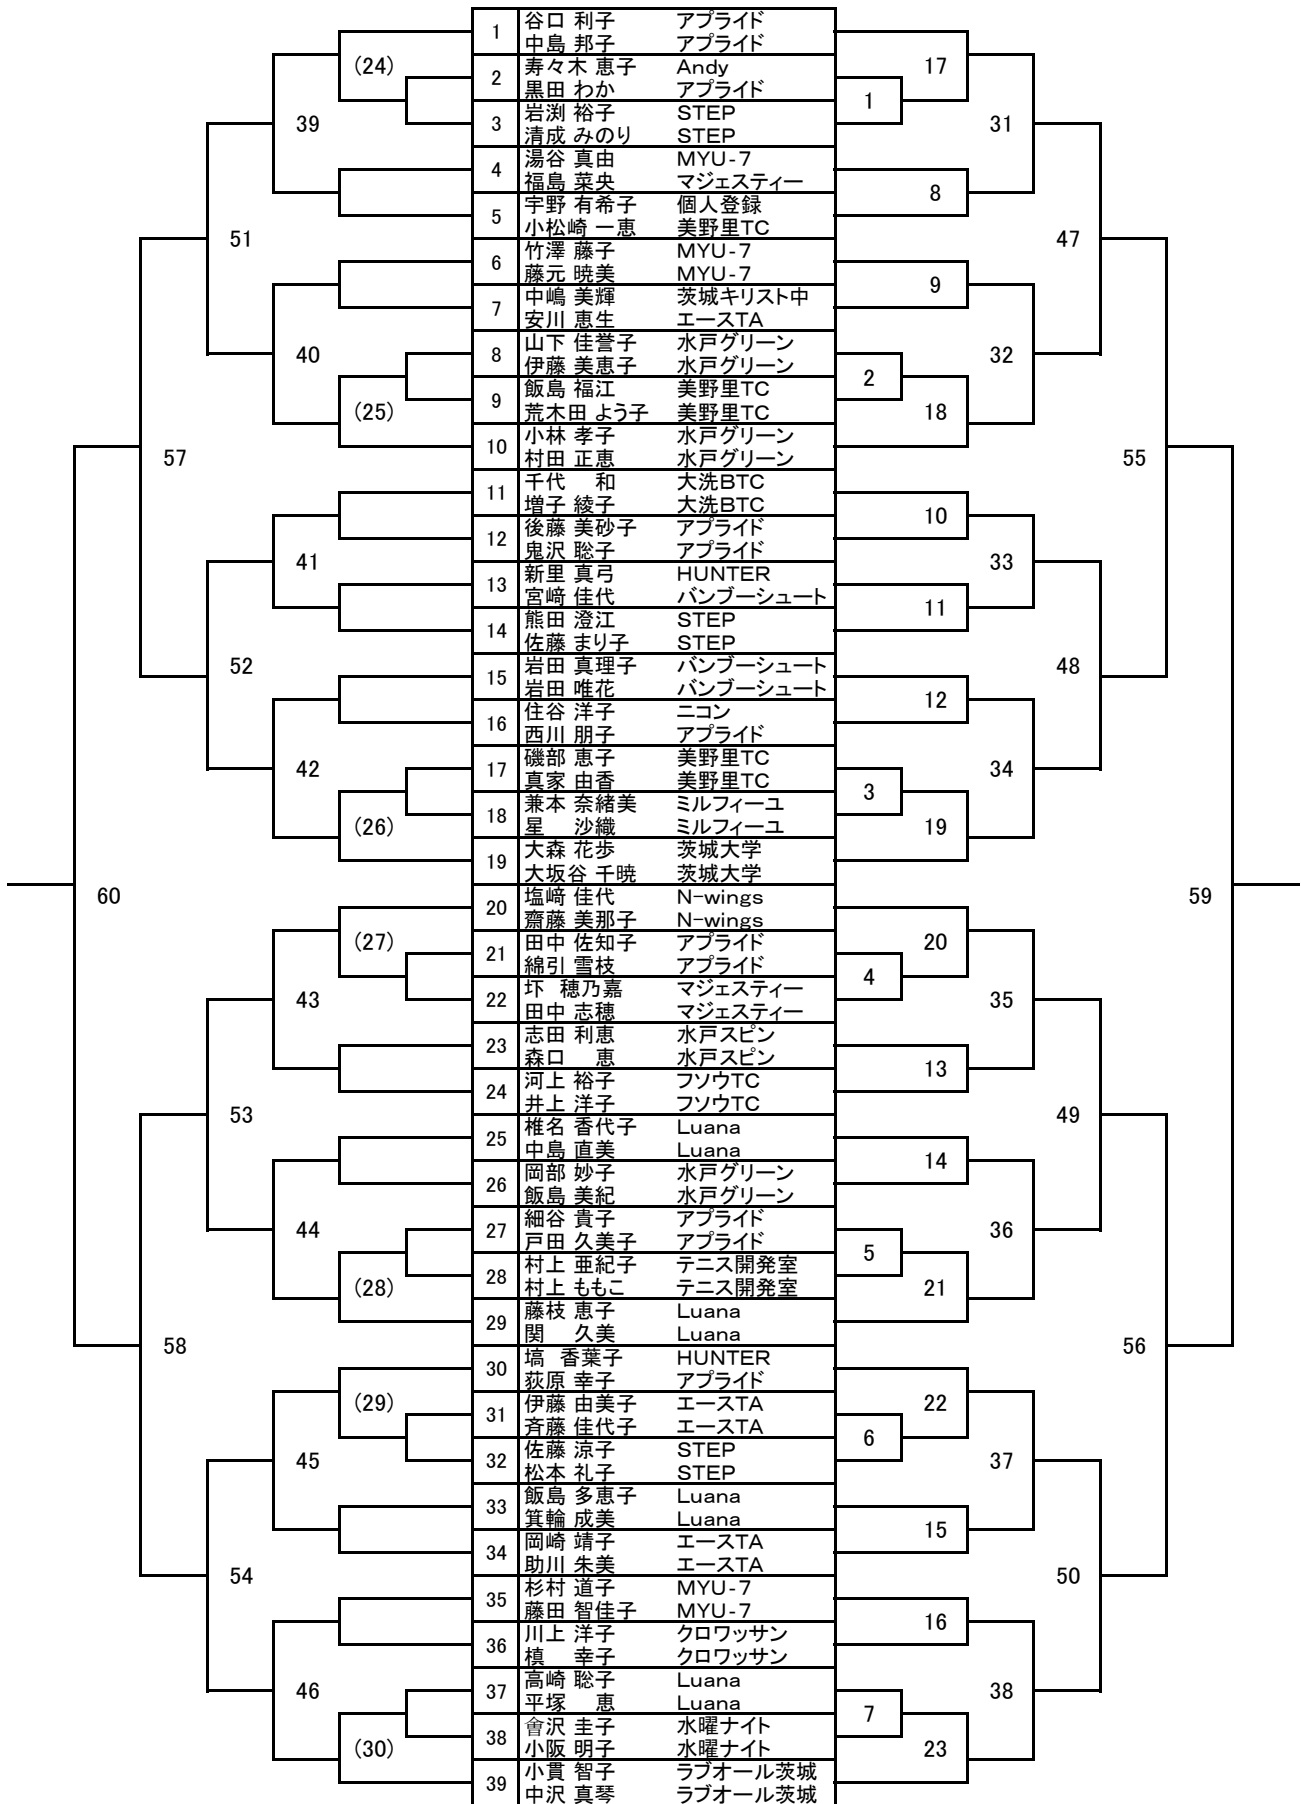 1 谷口 利子 アプライド
中島 邦子 アプライド
2 寿々木 恵子 Andy
黒田 わか アプライド
3 岩渕 裕子 STEP
清成 みのり STEP
4 湯谷 真由 MYU-7
福島 菜央 マジェスティー
5 宇野 有希子 個人登録
小松崎 一恵 美野里TC
6 竹澤 藤子 MYU-7
藤元 暁美 MYU-7
7 中嶋 美輝 茨城キリスト中
安川 恵生 エースTA
8 山下 佳誉子 水戸グリーン
伊藤 美恵子 水戸グリーン
9 飯島 福江 美野里TC
荒木田 よう子 美野里TC
10 小林 孝子 水戸グリーン
村田 正恵 水戸グリーン
11 千代 和 大洗BTC
増子 綾子 大洗BTC
12 後藤 美砂子 アプライド
鬼沢 聡子 アプライド
13 新里 真弓 HUNTER
宮﨑 佳代 バンブーシュート
14 熊田 澄江 STEP
佐藤 まり子 STEP
15 岩田 真理子 バンブーシュート
岩田 唯花 バンブーシュート
16 住谷 洋子 ニコン
西川 朋子 アプライド
17 磯部 恵子 美野里TC
真家 由香 美野里TC
18 兼本 奈緒美 ミルフィーユ
星 沙織 ミルフィーユ
19 大森 花歩 茨城大学
大坂谷 千暁 茨城大学
20 塩﨑 佳代 N-wings
齋藤 美那子 N-wings
21 田中 佐知子 アプライド
綿引 雪枝 アプライド
22 圷 穂乃嘉 マジェスティー
田中 志穂 マジェスティー
23 志田 利恵 水戸スピン
森口 恵 水戸スピン
24 河上 裕子 フソウTC
井上 洋子 フソウTC
25 椎名 香代子 Luana
中島 直美 Luana
26 岡部 妙子 水戸グリーン
飯島 美紀 水戸グリーン
27 細谷 貴子 アプライド
戸田 久美子 アプライド
28 村上 亜紀子 テニス開発室
村上 ももこ テニス開発室
29 藤枝 恵子 Luana
関 久美 Luana
30 塙 香葉子 HUNTER
荻原 幸子 アプライド
31 伊藤 由美子 エースTA
斉藤 佳代子 エースTA
32 佐藤 涼子 STEP
松本 礼子 STEP
33 飯島 多恵子 Luana
箕輪 成美 Luana
34 岡崎 靖子 エースTA
助川 朱美 エースTA
35 杉村 道子 MYU-7
藤田 智佳子 MYU-7
36 川上 洋子 クロワッサン
槙 幸子 クロワッサン
37 高崎 聡子 Luana
平塚 恵 Luana
38 會沢 圭子 水曜ナイト
小阪 明子 水曜ナイト
39 小貫 智子 ラブオール茨城
中沢 真琴 ラブオール茨城
(24)
39
51
40
(25)
57
41
52
42
(26)
60
(27)
43
53
44
(28)
58
(29)
45
54
46
(30)
17
1
31
8
47
9
32
2
18
55
10
33
11
48
12
34
3
19
59
20
4
35
13
49
14
36
5
21
56
22
6
37
15
50
16
38
7
23